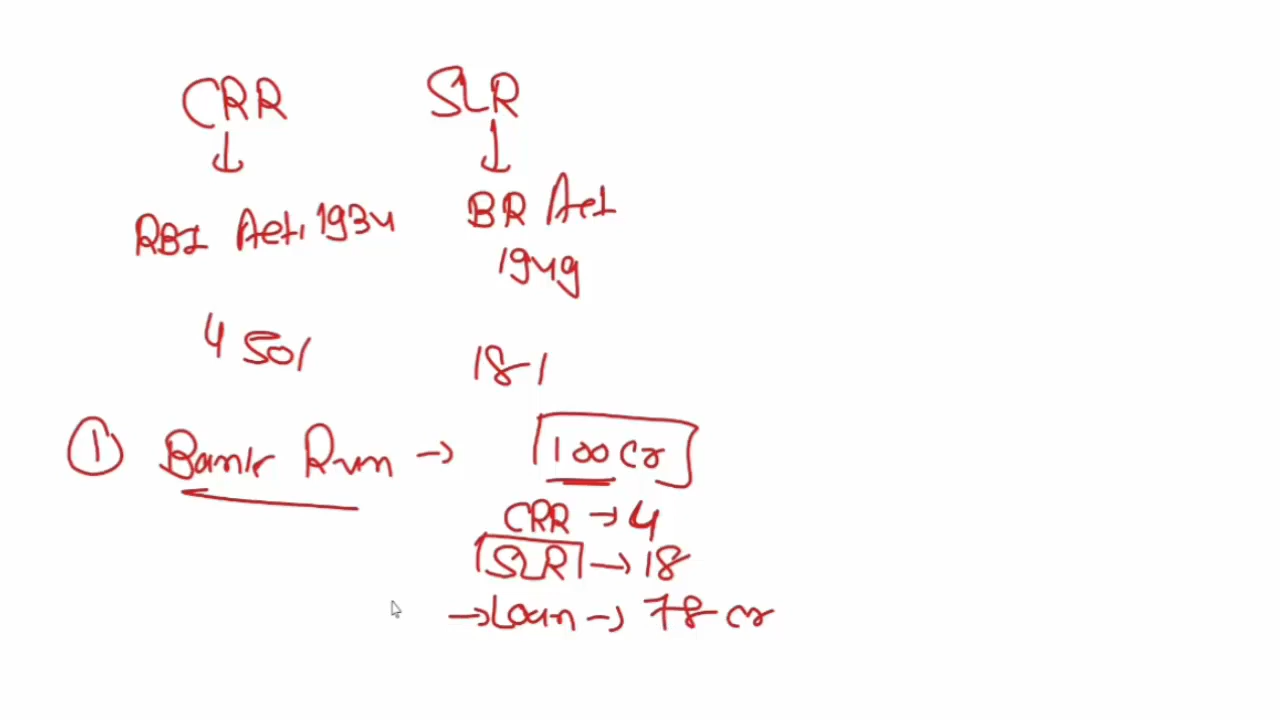 CRR SLR
RBI Act, 1934 BR Act
1949
4.50% 18%
① Bank Run → 100 Cr
CRR → 4
SLR → 18
→ Loan → 78 cr